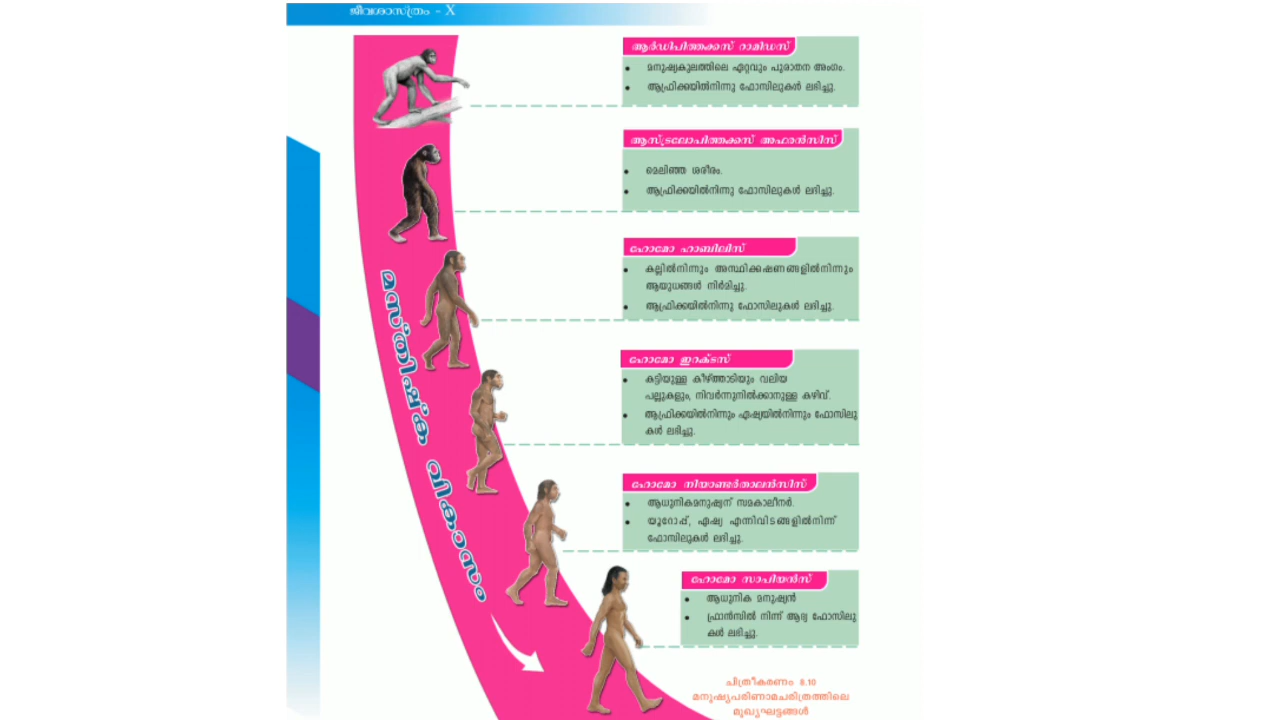 ജീവശാസ്ത്രം - X
ആർഡിപിത്തക്കസ് റാമിഡസ്
• മനുഷ്യകുലത്തിലെ ഏറ്റവും പുരാതന അംഗം.
• ആഫ്രിക്കയിൽനിന്നു ഫോസിലുകൾ ലഭിച്ചു.
ആസ്ട്രലോപിത്തക്കസ് അഫരൻസിസ്
• മെലിഞ്ഞ ശരീരം.
• ആഫ്രിക്കയിൽനിന്നു ഫോസിലുകൾ ലഭിച്ചു.
ഹോമോ ഹാബിലിസ്
• കല്ലിൽനിന്നും അസ്ഥിക്കഷണങ്ങളിൽനിന്നും
ആയുധങ്ങൾ നിർമിച്ചു.
• ആഫ്രിക്കയിൽനിന്നു ഫോസിലുകൾ ലഭിച്ചു.
ഹോമോ ഇറക്ടസ്
• കട്ടിയുള്ള കീഴ്ത്താടിയും വലിയ
പല്ലുകളും, നിവർന്നുനിൽക്കാനുള്ള കഴിവ്.
• ആഫ്രിക്കയിൽനിന്നും ഏഷ്യയിൽനിന്നും ഫോസിലു
കൾ ലഭിച്ചു.
മസ്തിഷ്ക വികാസം
ഹോമോ നിയാണ്ടർതാലൻസിസ്
• ആധുനികമനുഷ്യന് സമകാലീനർ.
• യൂറോപ്പ്, ഏഷ്യ എന്നിവിടങ്ങളിൽനിന്ന്
ഫോസിലുകൾ ലഭിച്ചു.
ഹോമോ സാപിയൻസ്
• ആധുനിക മനുഷ്യൻ
• ഫ്രാൻസിൽ നിന്ന് ആദ്യ ഫോസിലു
കൾ ലഭിച്ചു.
ചിത്രീകരണം 8.10
മനുഷ്യപരിണാമചരിത്രത്തിലെ
മുഖ്യഘട്ടങ്ങൾ